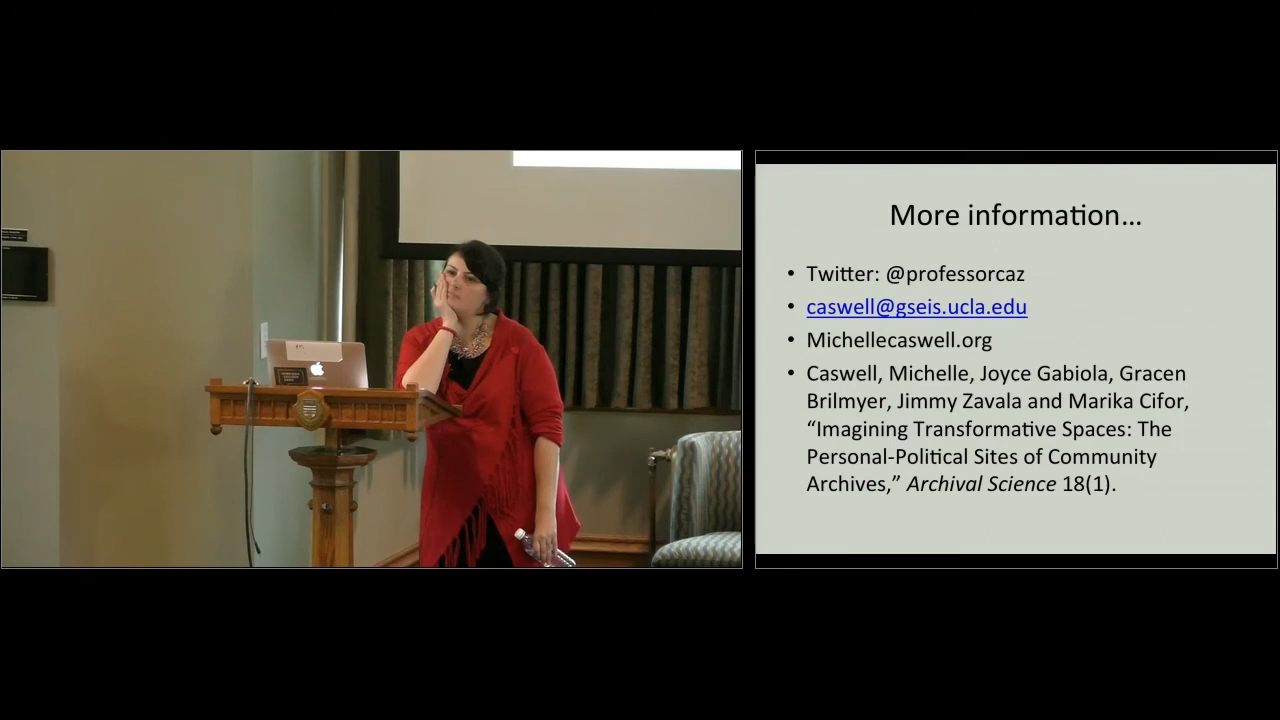 More information…
• Twitter: @professorcaz
• caswell@gseis.ucla.edu
• Michellecaswell.org
• Caswell, Michelle, Joyce Gabiola, Gracen
Brilmyer, Jimmy Zavala and Marika Cifor,
“Imagining Transformative Spaces: The
Personal-Political Sites of Community
Archives,” Archival Science 18(1).